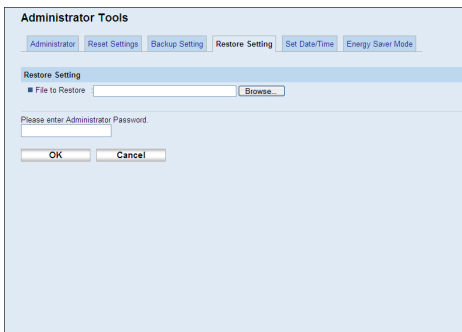 Administrator Tools
Administrator Reset Settings Backup Setting Restore Setting Set Date/Time Energy Saver Mode
Restore Setting
File to Restore Browse...
Please enter Administrator Password.
OK Cancel